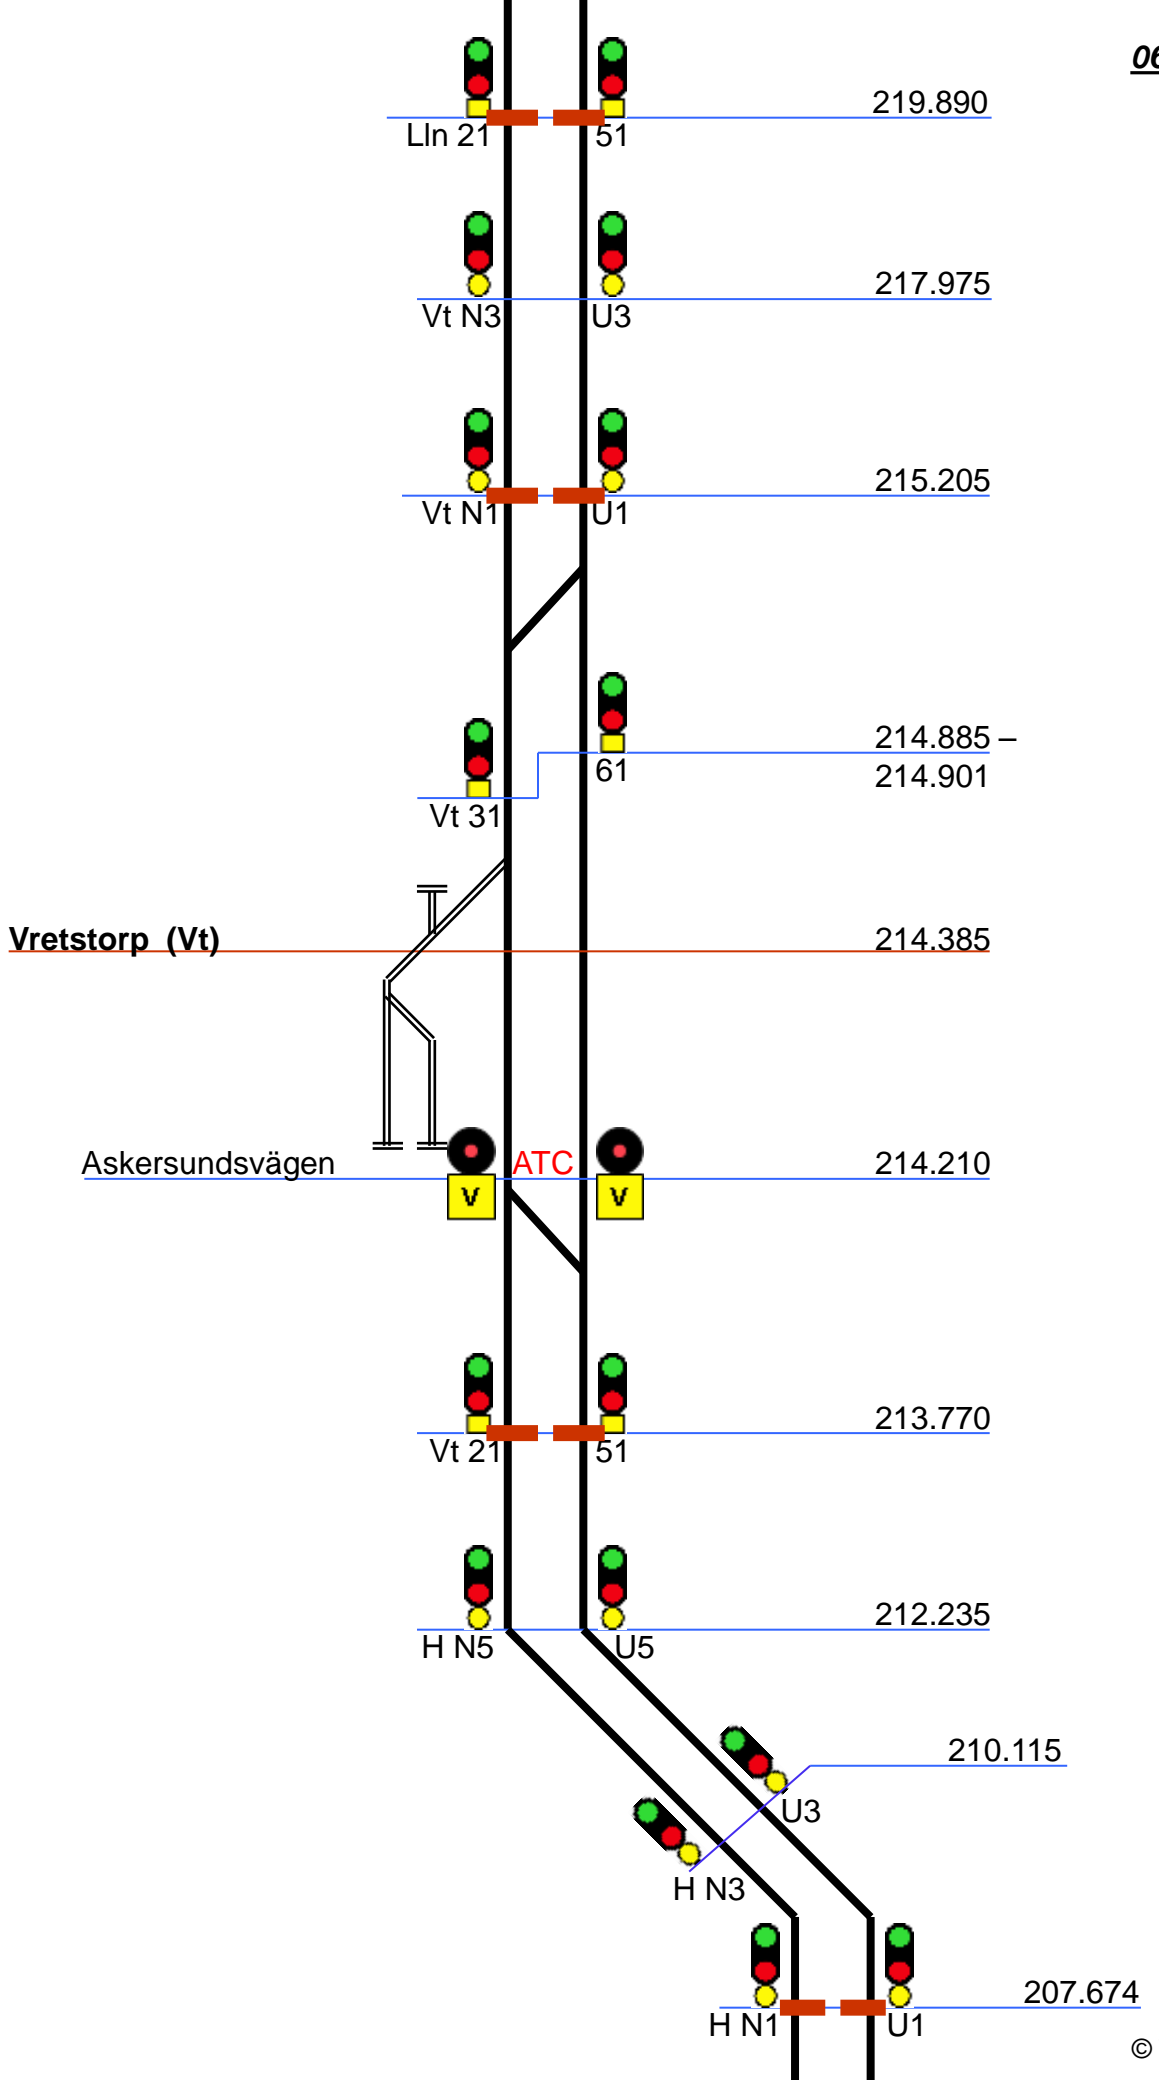 06
219.890
Lln 21 51
217.975
Vt N3 U3
215.205
Vt N1 U1
214.885 –
61 214.901
Vt 31
Vretstorp (Vt) 214.385
Askersundsvägen ATC 214.210
V V
213.770
Vt 21 51
212.235
H N5 U5
210.115
U3
H N3
207.674
H N1 U1
©